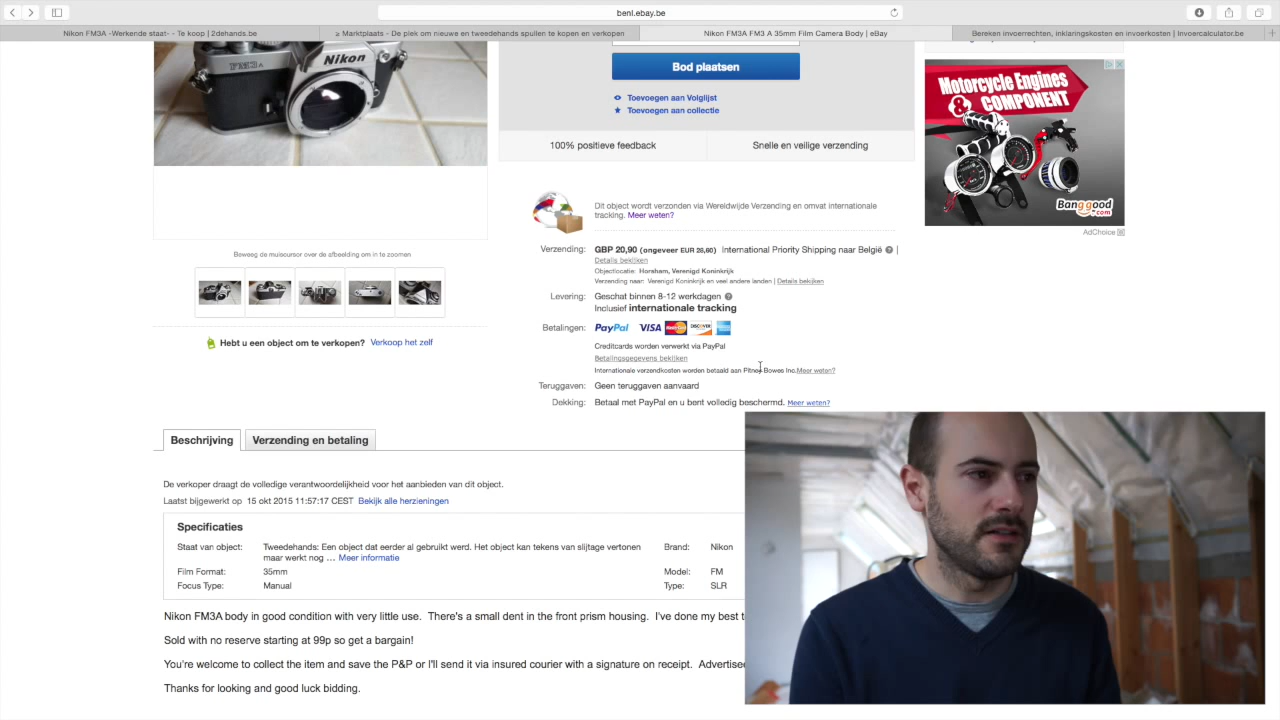 benl.ebay.be
Nikon FM3A -Werkende staat- - Te koop | 2dehands.be
Marktplaats - De plek om nieuwe en tweedehands spullen te kopen en verkopen
Nikon FM3A FM3 A 35mm Film Camera Body | eBay
Bereken invoerrechten, inklaringskosten en invoerkosten | Invoercalculator.be
FM3A
Nikon
Bod plaatsen
Toevoegen aan Volglijst
Toevoegen aan collectie
100% positieve feedback
Snelle en veilige verzending
Motorcycle Engines
& COMPONENT
Banggood
.com
AdChoice
Dit object wordt verzonden via Wereldwijde Verzending en omvat internationale
tracking. Meer weten?
Beweeg de muiscursor over de afbeelding om in te zoomen
Hebt u een object om te verkopen? Verkoop het zelf
Verzending: GBP 20,90 (ongeveer EUR 28,60) International Priority Shipping naar België |
Details bekijken
Objectlocatie: Horsham, Verenigd Koninkrijk
Verzending naar: Verenigd Koninkrijk en veel andere landen | Details bekijken
Levering: Geschat binnen 8-12 werkdagen
Inclusief internationale tracking
Betalingen: PayPal VISA MasterCard DISCOVER
Creditcards worden verwerkt via PayPal
Betalingsgegevens bekijken
Internationale verzendkosten worden betaald aan Pitney Bowes Inc. Meer weten?
Teruggaven: Geen teruggaven aanvaard
Dekking: Betaal met PayPal en u bent volledig beschermd. Meer weten?
Beschrijving
Verzending en betaling
De verkoper draagt de volledige verantwoordelijkheid voor het aanbieden van dit object.
Laatst bijgewerkt op 15 okt 2015 11:57:17 CEST Bekijk alle herzieningen
Specificaties
Staat van object: Tweedehands: Een object dat eerder al gebruikt werd. Het object kan tekens van slijtage vertonen
maar werkt nog ... Meer informatie
Brand: Nikon
Film Format: 35mm
Model: FM
Focus Type: Manual
Type: SLR
Nikon FM3A body in good condition with very little use. There's a small dent in the front prism housing. I've done my best
Sold with no reserve starting at 99p so get a bargain!
You're welcome to collect the item and save the P&P or I'll send it via insured courier with a signature on receipt. Advertised
Thanks for looking and good luck bidding.